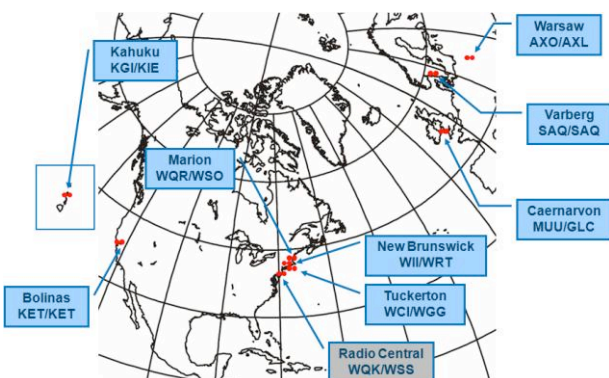 Warsaw
AXO/AXL
Kahuku
KGI/KIE
Varberg
SAQ/SAQ
Marion
WQR/WSO
Caernarvon
MUU/GLC
New Brunswick
WII/WRT
Bolinas
KET/KET
Tuckerton
WCI/WGG
Radio Central
WQK/WSS